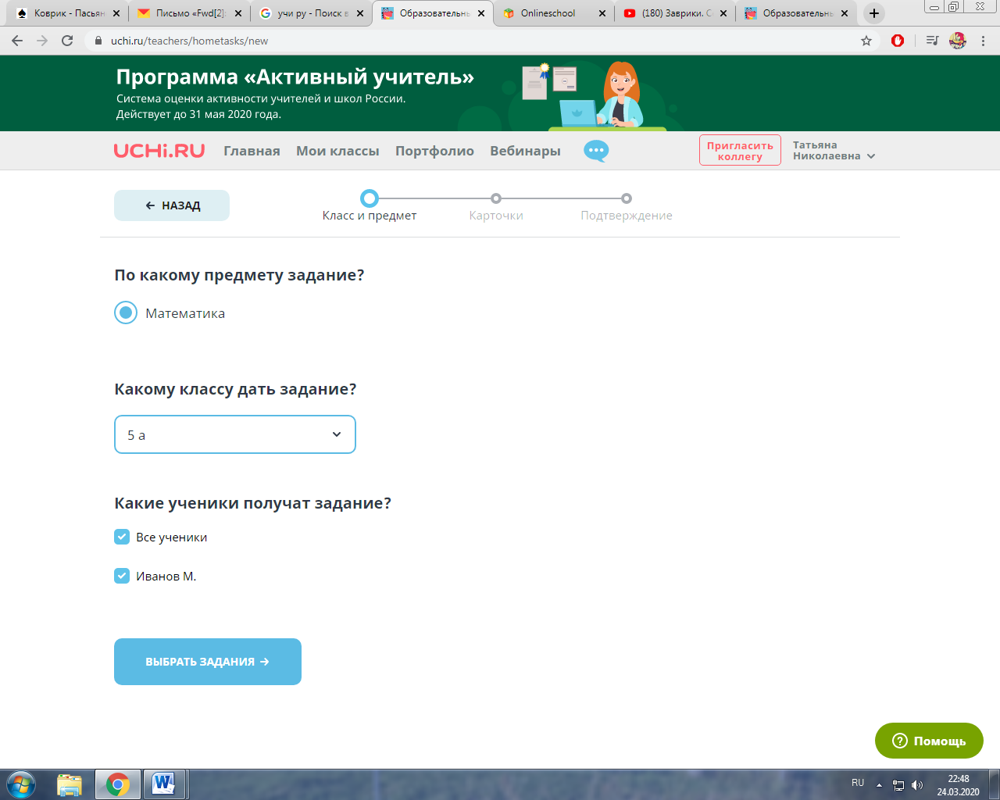 Коврик - Пасьян
Письмо «Fwd[2]:
учи ру - Поиск в
Образовательнь
Onlineschool
(180) Заврики. С
Образовательнь
uchi.ru/teachers/hometasks/new
Программа «Активный учитель»
Система оценки активности учителей и школ России.
Действует до 31 мая 2020 года.
UCHi.RU
Главная
Мои классы
Портфолио
Вебинары
Пригласить
коллегу
Татьяна
Николаевна
← НАЗАД
Класс и предмет
Карточки
Подтверждение
По какому предмету задание?
Математика
Какому классу дать задание?
5 а
Какие ученики получат задание?
Все ученики
Иванов М.
ВЫБРАТЬ ЗАДАНИЯ →
Помощь
RU
22:48
24.03.2020